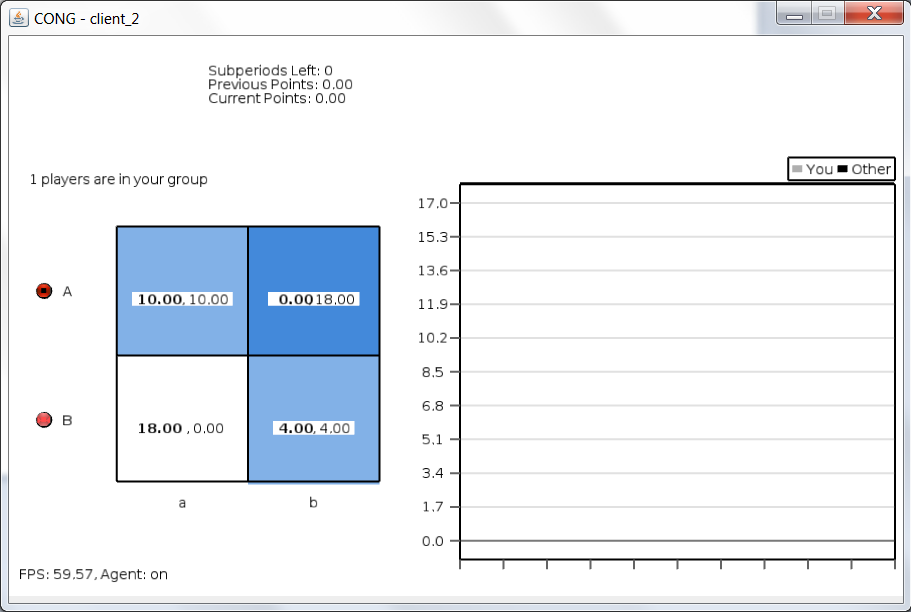 CONG - client_2
Subperiods Left: 0
Previous Points: 0.00
Current Points: 0.00
1 players are in your group
You Other
A
10.00, 10.00
0.00 18.00
B
18.00 , 0.00
4.00, 4.00
a b
17.0
15.3
13.6
11.9
10.2
8.5
6.8
5.1
3.4
1.7
0.0
FPS: 59.57, Agent: on